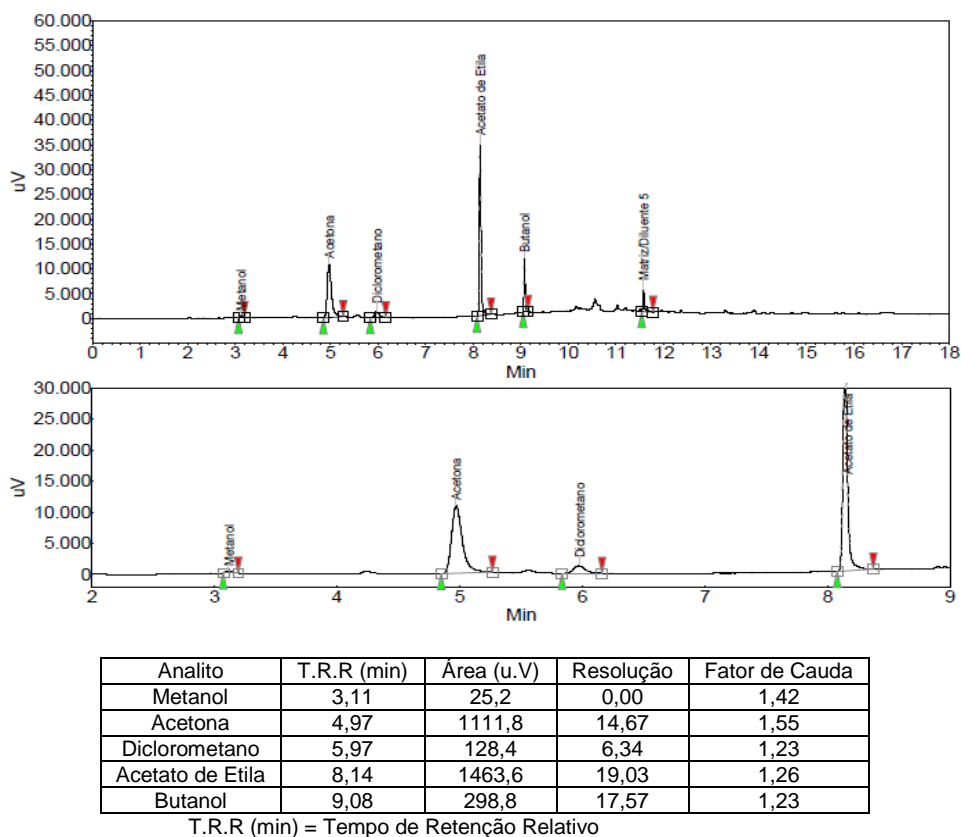 60.000
55.000
50.000
45.000
40.000
35.000
30.000
25.000
20.000
15.000
10.000
5.000
0
uV
Metanol
Acetona
Diclorometano
Acetato de Etila
Butanol
Matriz/Diluente 5
0 1 2 3 4 5 6 7 8 9 10 11 12 13 14 15 16 17 18
Min
30.000
25.000
20.000
15.000
10.000
5.000
0
uV
Metanol
Acetona
Diclorometano
Acetato de Etila
2 3 4 5 6 7 8 9
Min
Analito T.R.R (min) Área (u.V) Resolução Fator de Cauda
Metanol 3,11 25,2 0,00 1,42
Acetona 4,97 1111,8 14,67 1,55
Diclorometano 5,97 128,4 6,34 1,23
Acetato de Etila 8,14 1463,6 19,03 1,26
Butanol 9,08 298,8 17,57 1,23
T.R.R (min) = Tempo de Retenção Relativo